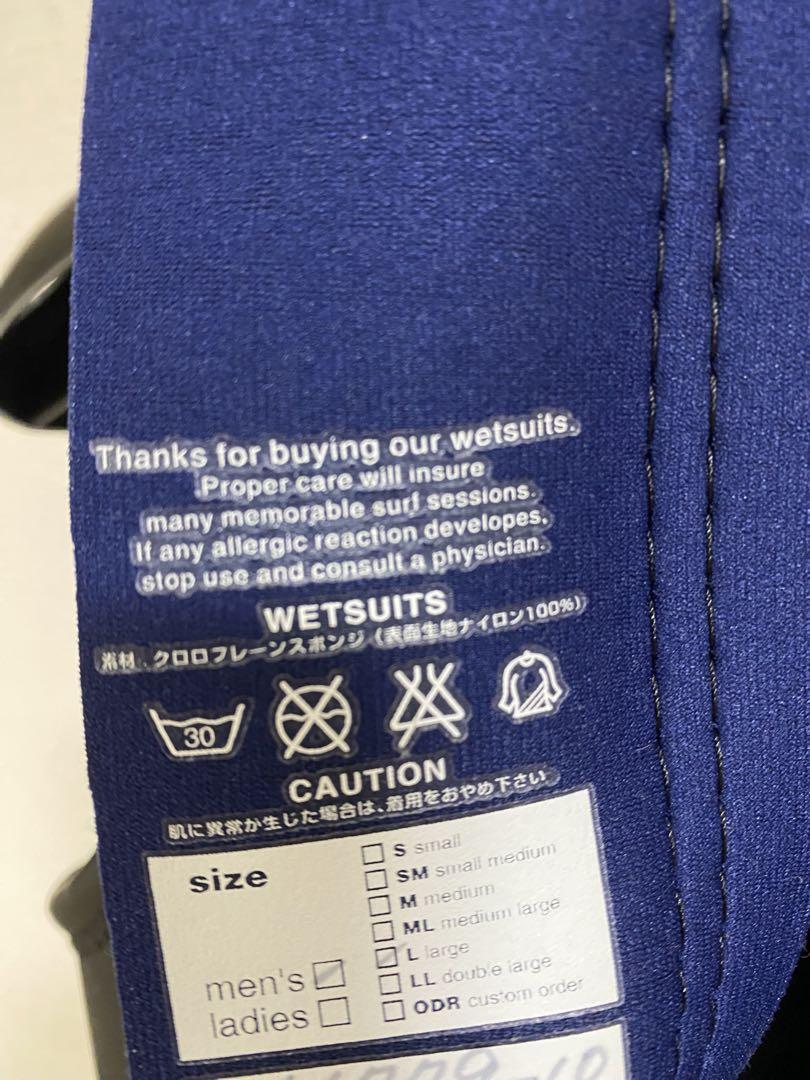 Thanks for buying our wetsuits.
Proper care will insure
many memorable surf sessions.
If any allergic reaction developes,
stop use and consult a physician.
WETSUITS
クロロフレーンスポンジ (表面生地ナイロン100%)
30
CAUTION
肌に異常が生じた場合は、着用をおやめ下さい
size
S small
SM small medium
M medium
ML medium large
L large
LL double large
ODR custom order
men's
ladies